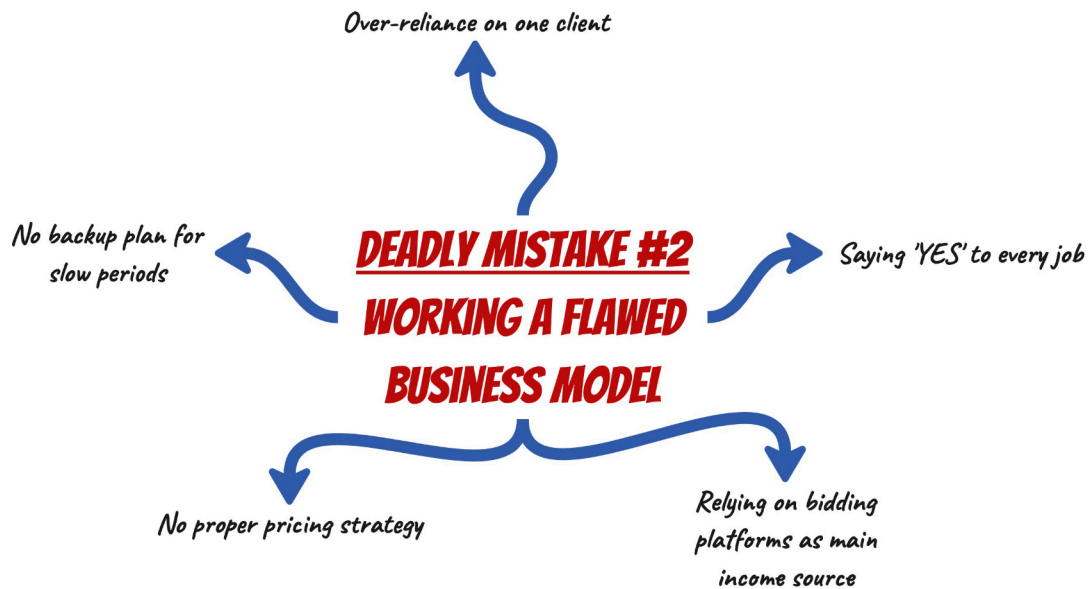 Over-reliance on one client
No backup plan for
slow periods
DEADLY MISTAKE #2
WORKING A FLAWED
BUSINESS MODEL
Saying 'YES' to every job
No proper pricing strategy
Relying on bidding
platforms as main
income source